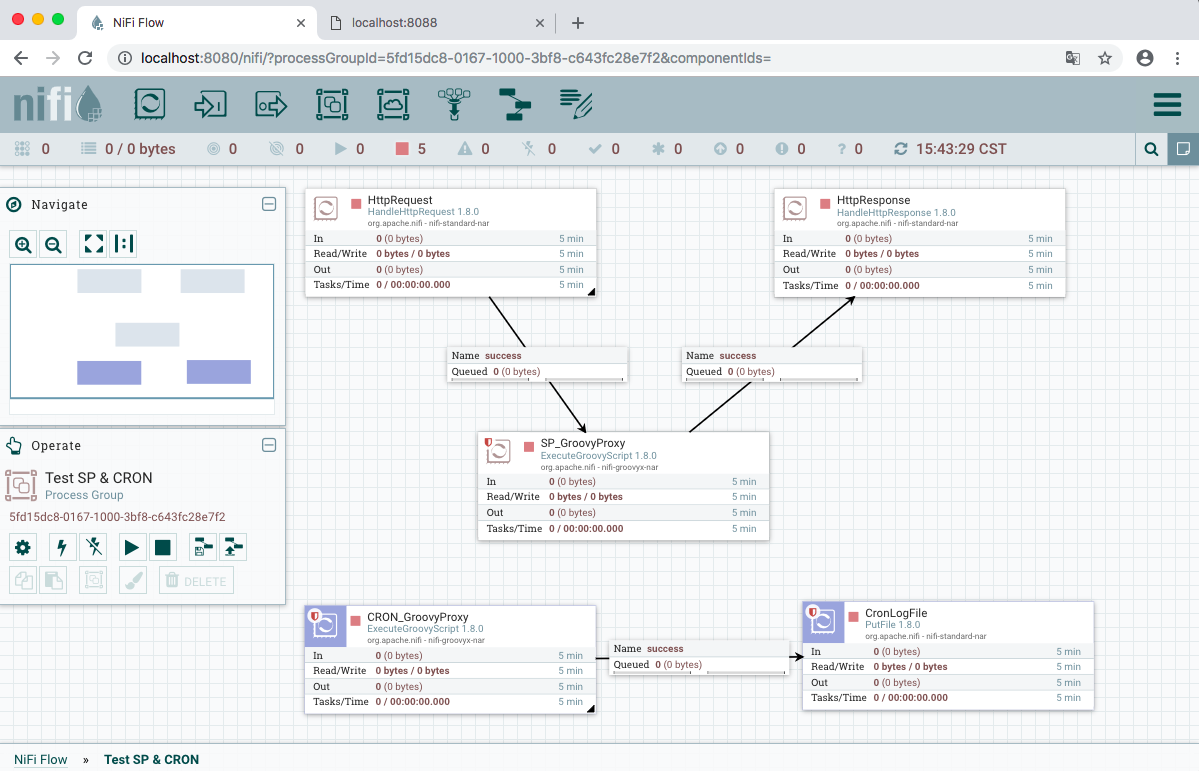 NiFi Flow
localhost:8088
localhost:8080/nifi/?processGroupId=5fd15dc8-0167-1000-3bf8-c643fc28e7f2&componentIds=
nifi
0 0 / 0 bytes 0 0 0 5 0 0 0 0 0 0 ? 0 15:43:29 CST
Navigate
Operate
Test SP & CRON
Process Group
5fd15dc8-0167-1000-3bf8-c643fc28e7f2
DELETE
HttpRequest
HandleHttpRequest 1.8.0
org.apache.nifi - nifi-standard-nar
In 0 (0 bytes) 5 min
Read/Write 0 bytes / 0 bytes 5 min
Out 0 (0 bytes) 5 min
Tasks/Time 0 / 00:00:00.000 5 min
HttpResponse
HandleHttpResponse 1.8.0
org.apache.nifi - nifi-standard-nar
In 0 (0 bytes) 5 min
Read/Write 0 bytes / 0 bytes 5 min
Out 0 (0 bytes) 5 min
Tasks/Time 0 / 00:00:00.000 5 min
Name success
Queued 0 (0 bytes)
Name success
Queued 0 (0 bytes)
SP_GroovyProxy
ExecuteGroovyScript 1.8.0
org.apache.nifi - nifi-groovyx-nar
In 0 (0 bytes) 5 min
Read/Write 0 bytes / 0 bytes 5 min
Out 0 (0 bytes) 5 min
Tasks/Time 0 / 00:00:00.000 5 min
CRON_GroovyProxy
ExecuteGroovyScript 1.8.0
org.apache.nifi - nifi-groovyx-nar
In 0 (0 bytes) 5 min
Read/Write 0 bytes / 0 bytes 5 min
Out 0 (0 bytes) 5 min
Tasks/Time 0 / 00:00:00.000 5 min
Name success
Queued 0 (0 bytes)
CronLogFile
PutFile 1.8.0
org.apache.nifi - nifi-standard-nar
In 0 (0 bytes) 5 min
Read/Write 0 bytes / 0 bytes 5 min
Out 0 (0 bytes) 5 min
Tasks/Time 0 / 00:00:00.000 5 min
NiFi Flow » Test SP & CRON